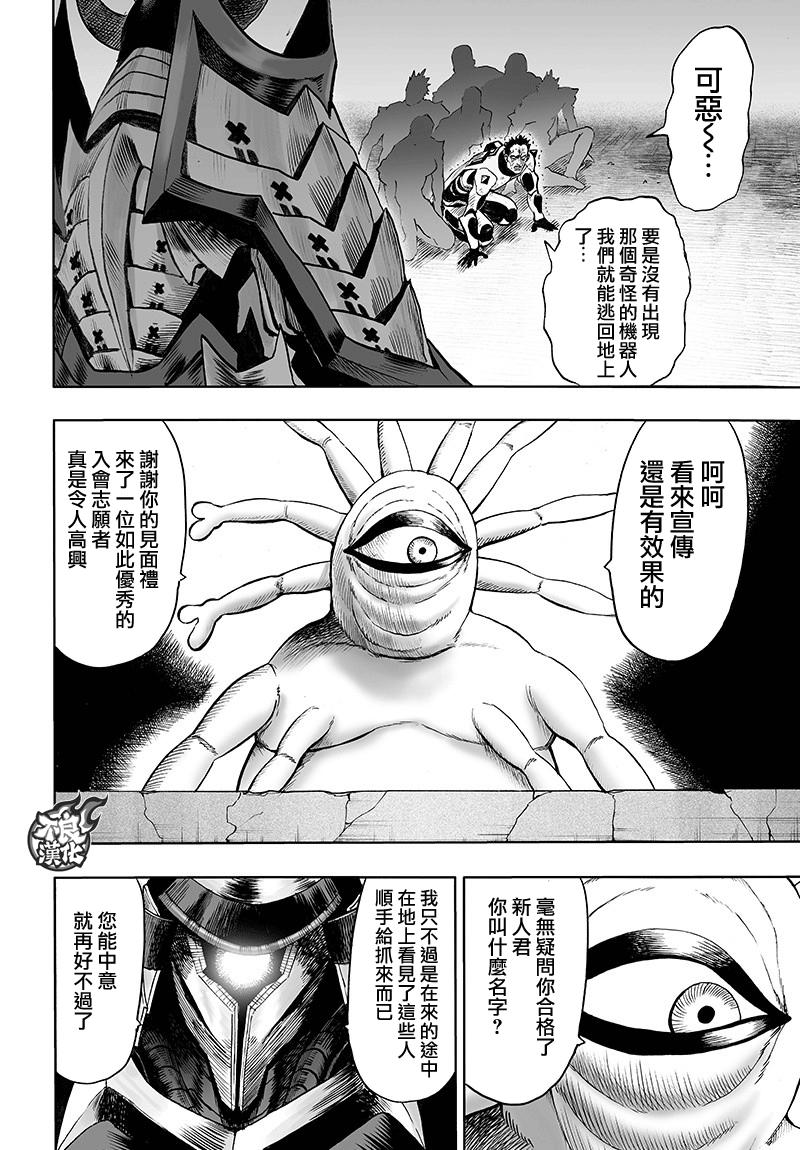 可惡～…
要是沒有出現
那個奇怪的機器人
我們就能逃回地上
了…
呵呵
看來宣傳
還是有效果的
謝謝你的見面禮
來了一位如此優秀的
入會志願者
真是令人高興
毫無疑問你合格了
新人君
你叫什麼名字？
我只不過是在來的途中
在地上看見了這些人
順手給抓來而已
您能中意
就再好不過了
狼
漢化